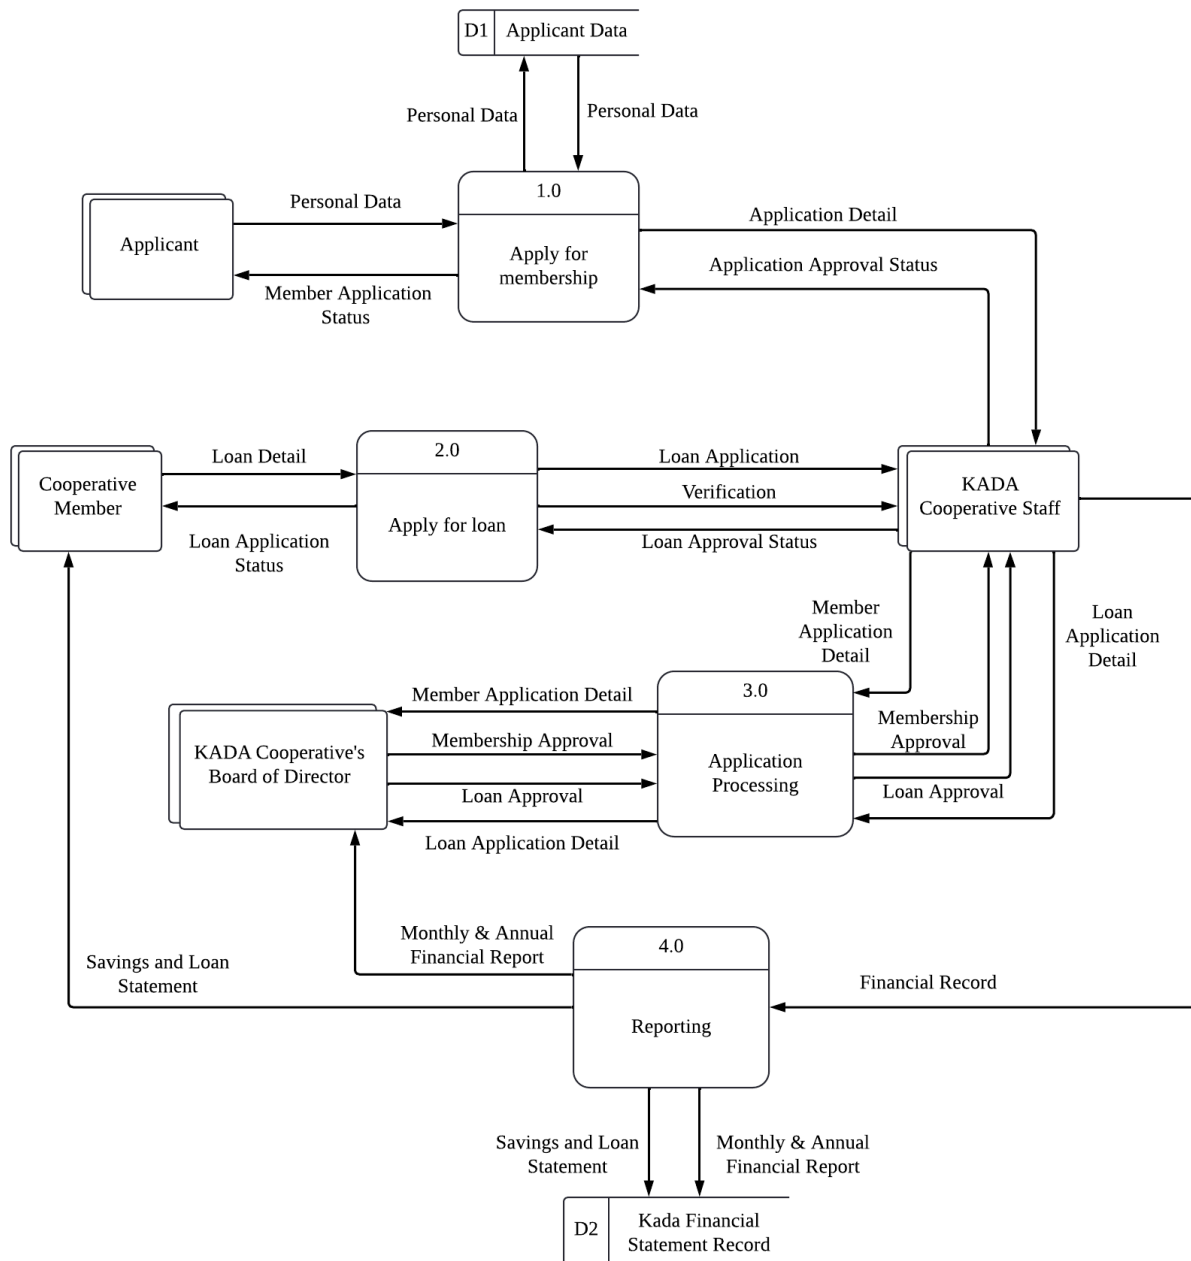 D1
Applicant Data
Personal Data
Personal Data
1.0
Apply for
membership
Personal Data
Applicant
Member Application
Status
Application Detail
Application Approval Status
Cooperative
Member
Loan Detail
Loan Application
Status
2.0
Apply for loan
Loan Application
Verification
Loan Approval Status
KADA
Cooperative Staff
Member
Application
Detail
Loan
Application
Detail
KADA Cooperative's
Board of Director
Member Application Detail
Membership Approval
Loan Approval
Loan Application Detail
3.0
Application
Processing
Membership
Approval
Loan Approval
Savings and Loan
Statement
Monthly & Annual
Financial Report
4.0
Reporting
Financial Record
Savings and Loan
Statement
Monthly & Annual
Financial Report
D2
Kada Financial
Statement Record